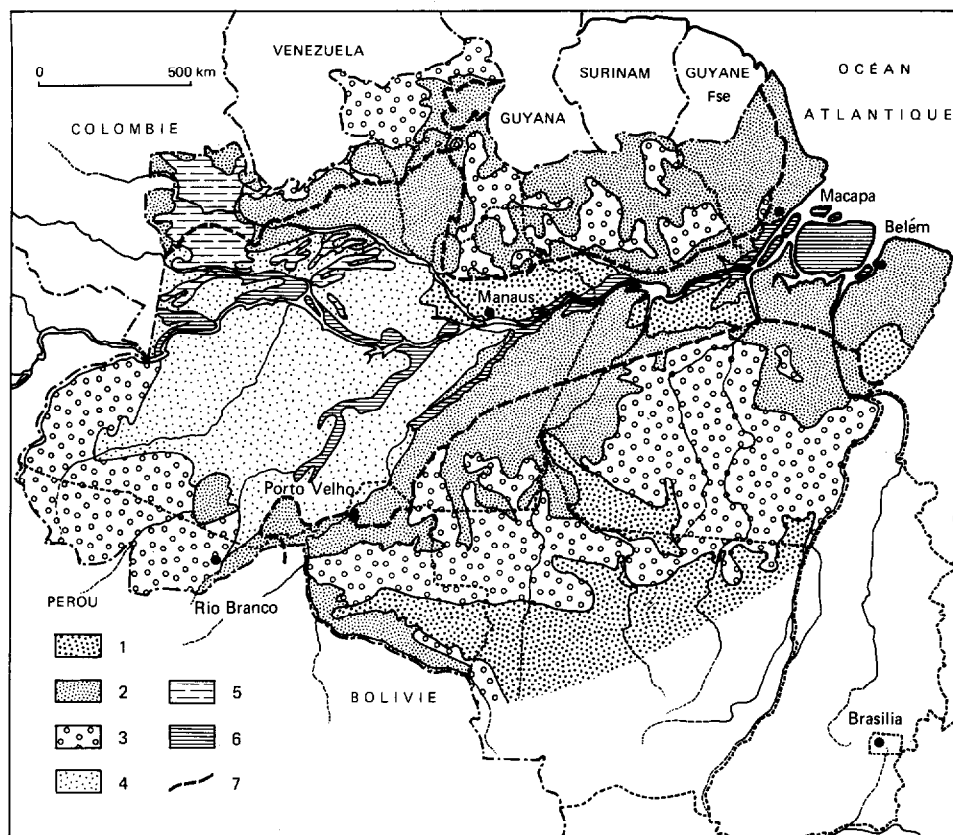 VENEZUELA
0 500 km
SURINAM
GUYANE
Fse
OCÉAN
ATLANTIQUE
COLOMBIE
GUYANA
Macapa
Belém
Manaus
Porto Velho
PEROU
Rio Branco
BOLIVIE
Brasilia
1
2
3
4
5
6
7